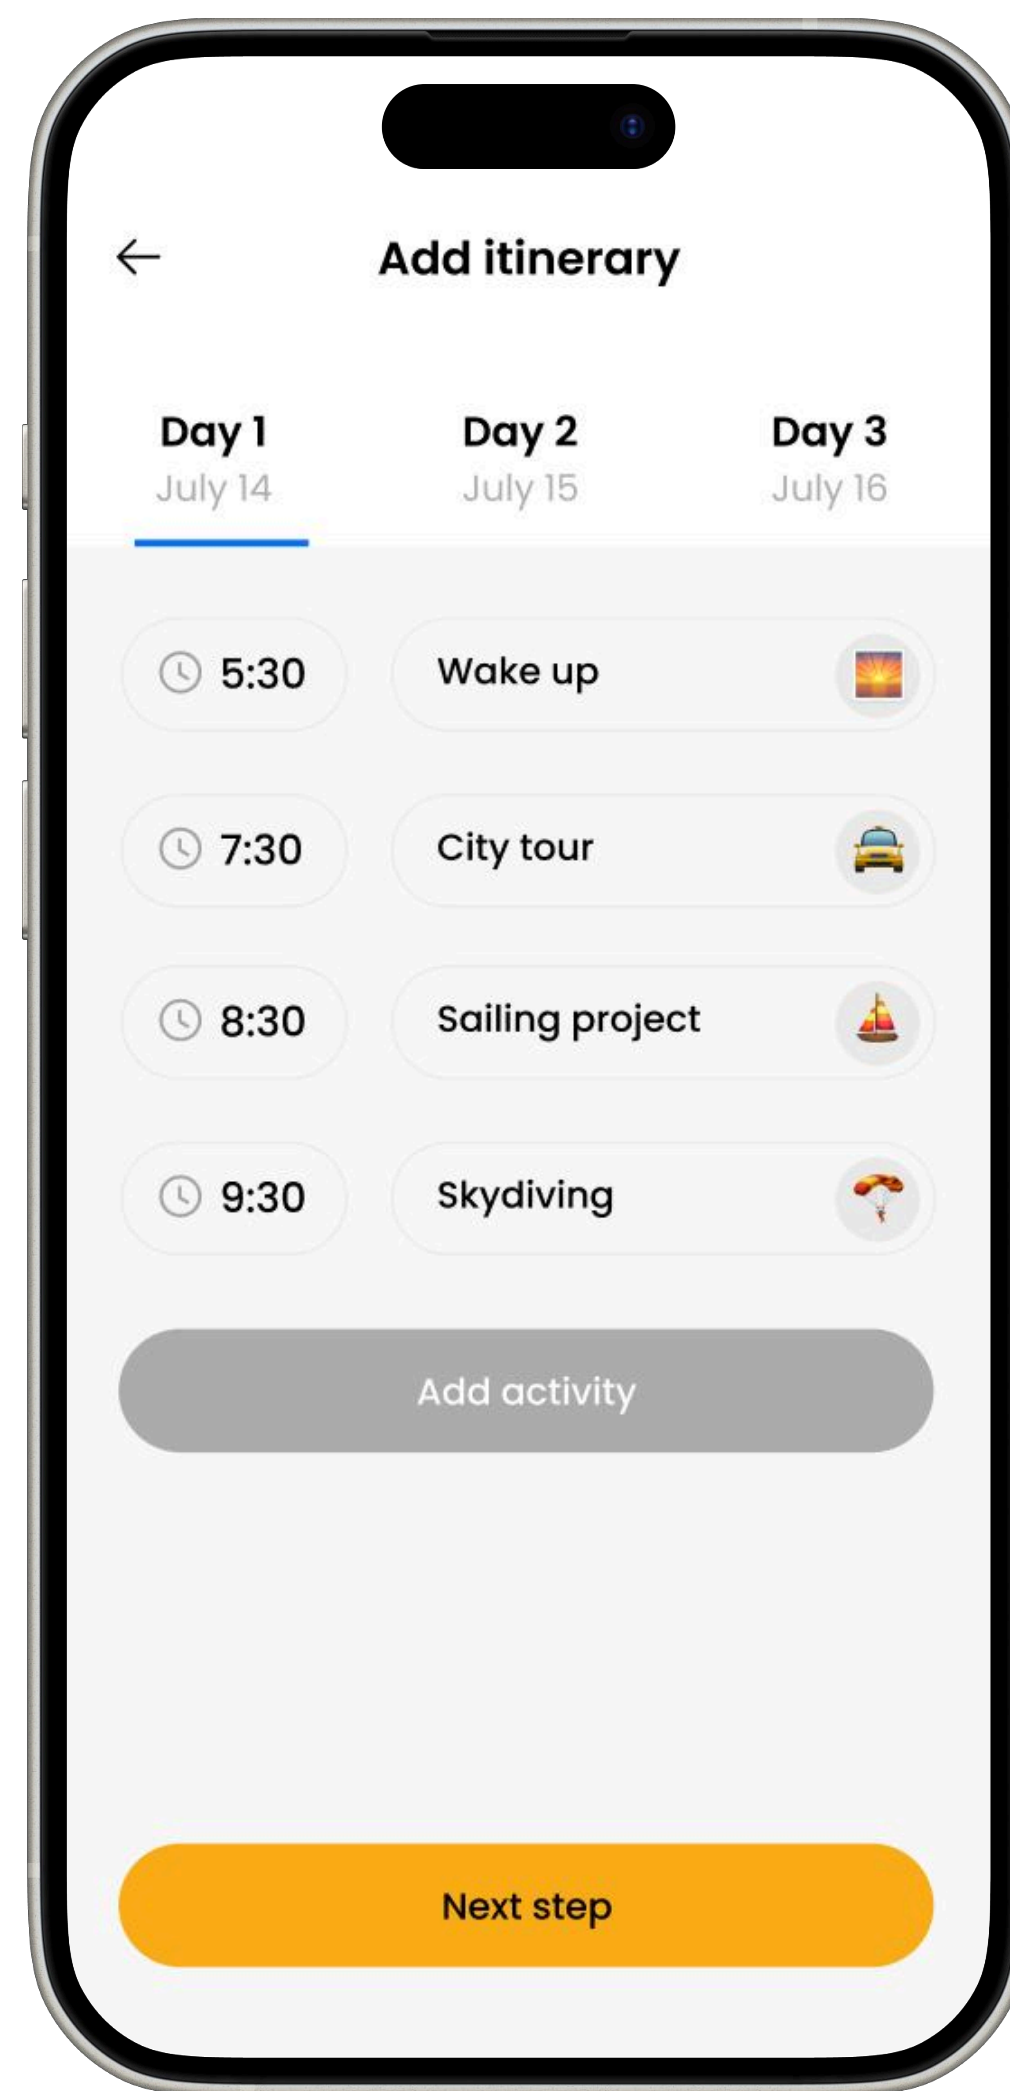 Add itinerary
Day 1 Day 2 Day 3
July 14 July 15 July 16
5:30 Wake up
7:30 City tour
8:30 Sailing project
9:30 Skydiving
Add activity
Next step